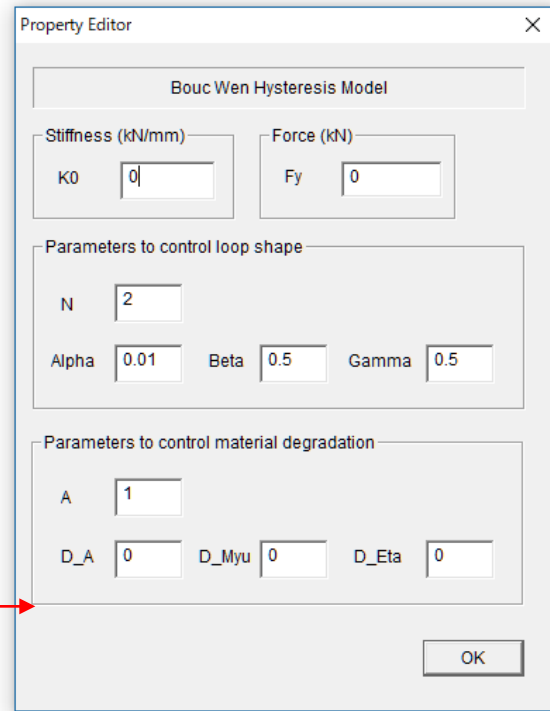 Property Editor
Bouc Wen Hysteresis Model
Stiffness (kN/mm) Force (kN)
K0 0 Fy 0
Parameters to control loop shape
N 2
Alpha 0.01 Beta 0.5 Gamma 0.5
Parameters to control material degradation
A 1
D_A 0 D_Myu 0 D_Eta 0
OK